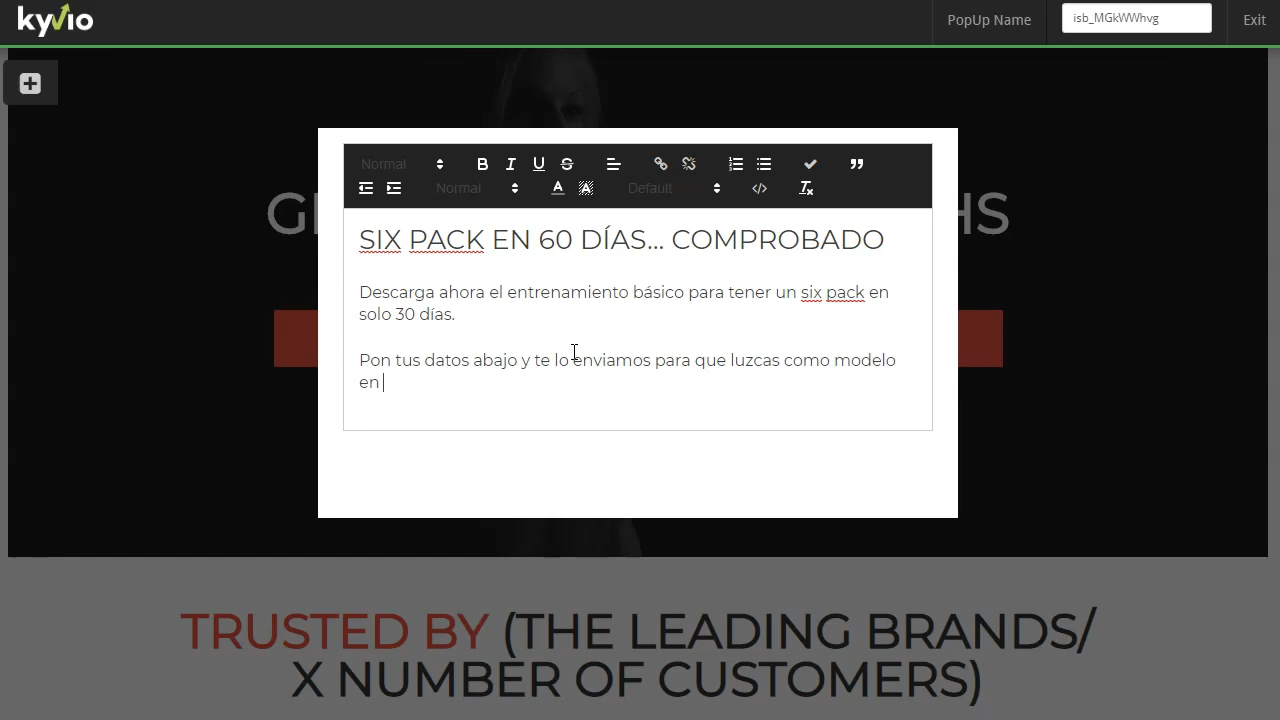 kyvio
PopUp Name
isb_MGkWWhvg
Exit
Normal
Normal
Default
HS
SIX PACK EN 60 DÍAS... COMPROBADO
Descarga ahora el entrenamiento básico para tener un six pack en
solo 30 días.
Pon tus datos abajo y te lo enviamos para que luzcas como modelo
en
TRUSTED BY (THE LEADING BRANDS/
X NUMBER OF CUSTOMERS)